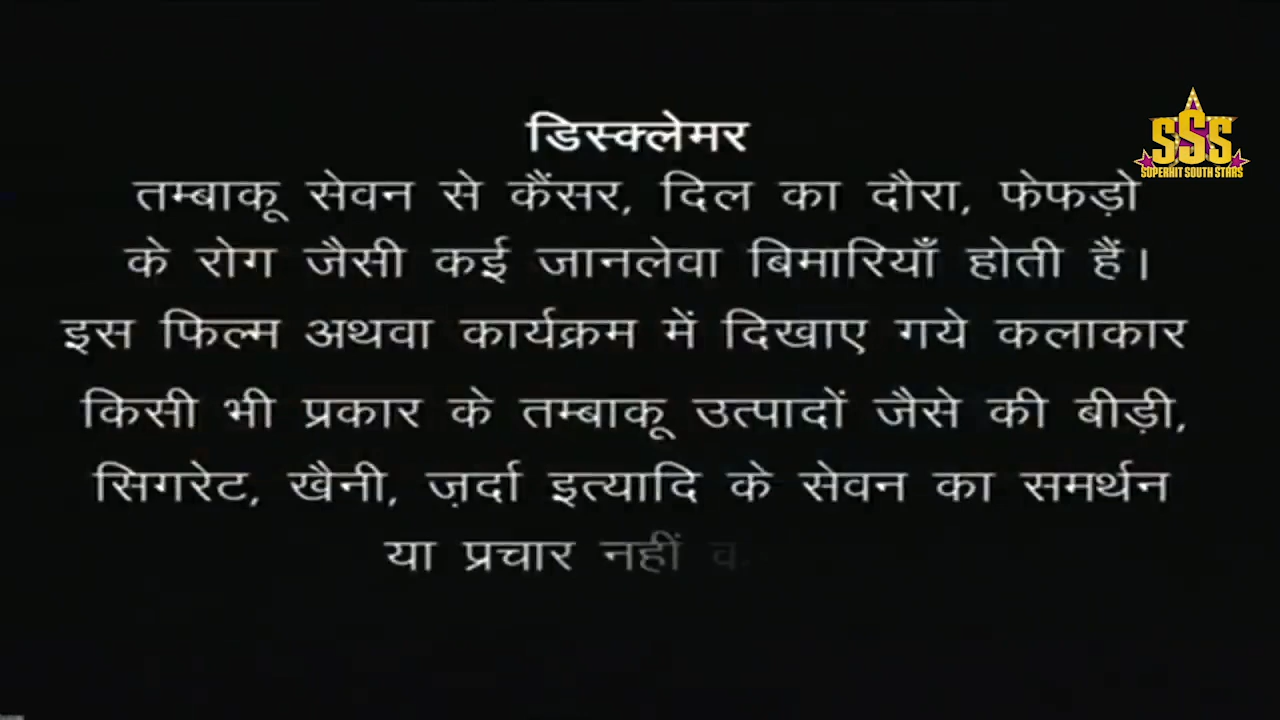 डिस्क्लेमर
तम्बाकू सेवन से कैंसर, दिल का दौरा, फेफड़ो
के रोग जैसी कई जानलेवा बिमारियाँ होती हैं।
इस फिल्म अथवा कार्यक्रम में दिखाए गये कलाकार
किसी भी प्रकार के तम्बाकू उत्पादों जैसे की बीड़ी,
सिगरेट, खैनी, ज़र्दा इत्यादि के सेवन का समर्थन
या प्रचार नहीं
SSS
SUPERHIT SOUTH STARS